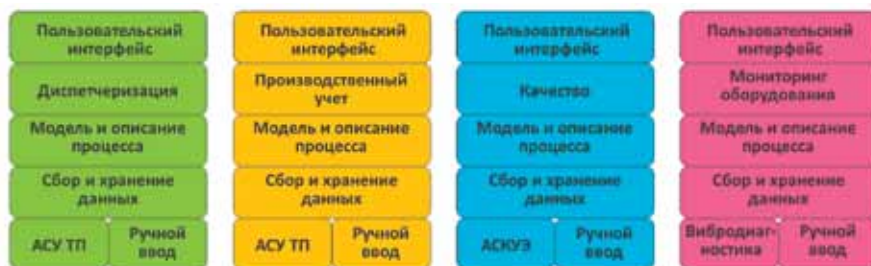 Пользовательский
интерфейс
Диспетчеризация
Модель и описание
процесса
Сбор и хранение
данных
АСУ ТП
Ручной
ввод
Пользовательский
интерфейс
Производственный
учет
Модель и описание
процесса
Сбор и хранение
данных
АСУ ТП
Ручной
ввод
Пользовательский
интерфейс
Качество
Модель и описание
процесса
Сбор и хранение
данных
АСКУЭ
Ручной
ввод
Пользовательский
интерфейс
Мониторинг
оборудования
Модель и описание
процесса
Сбор и хранение
данных
Вибродиаг-
ностика
Ручной
ввод